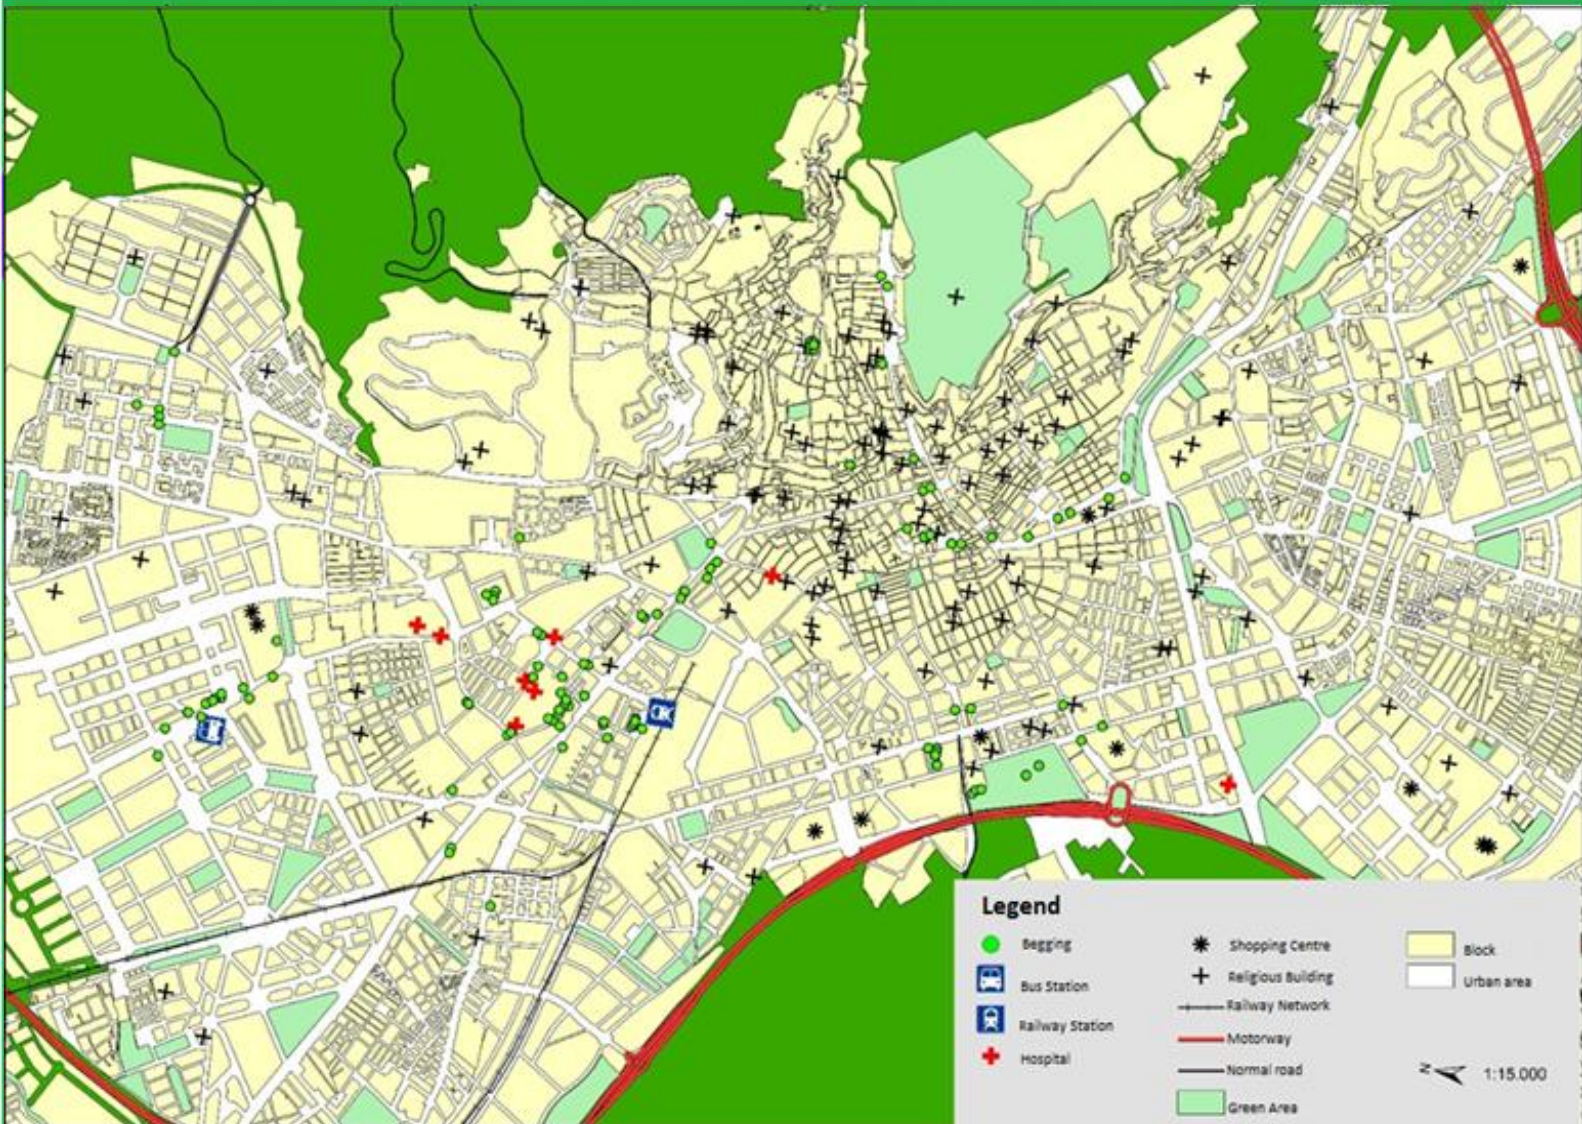 Legend
Begging
Bus Station
Railway Station
Hospital
Shopping Centre
Religious Building
Railway Network
Motorway
Normal road
Green Area
Block
Urban area
N
1:15.000